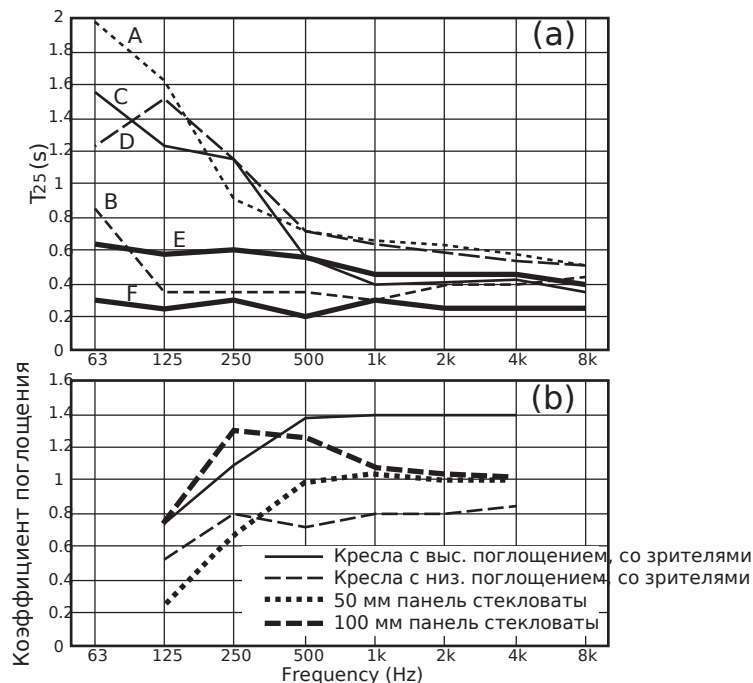 2
1.8
1.6
1.4
1.2
1
0.8
0.6
0.4
0.2
0
T25 (s)
(a)
A
C
D
B
E
F
63 125 250 500 1k 2k 4k 8k
1.6
1.4
1.2
1
0.8
0.6
0.4
0.2
0
Коэффициент поглощения
(b)
Кресла с выс. поглощением, со зрителями
Кресла с низ. поглощением, со зрителями
50 мм панель стекловаты
100 мм панель стекловаты
63 125 250 500 1k 2k 4k 8k
Frequency (Hz)